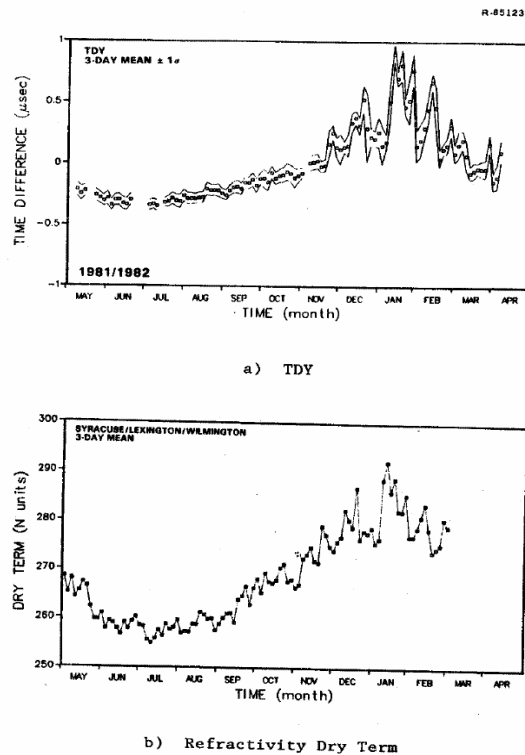 R-85123
TDY
3-DAY MEAN ± 1σ
TIME DIFFERENCE (μsec)
1
0.5
0
-0.5
-1
1981/1982
MAY JUN JUL AUG SEP OCT NOV DEC JAN FEB MAR APR
TIME (month)
a) TDY
SYRACUSE/LEXINGTON/WILMINGTON
3-DAY MEAN
DRY TERM (N units)
300
290
280
270
260
250
MAY JUN JUL AUG SEP OCT NOV DEC JAN FEB MAR APR
TIME (month)
b) Refractivity Dry Term